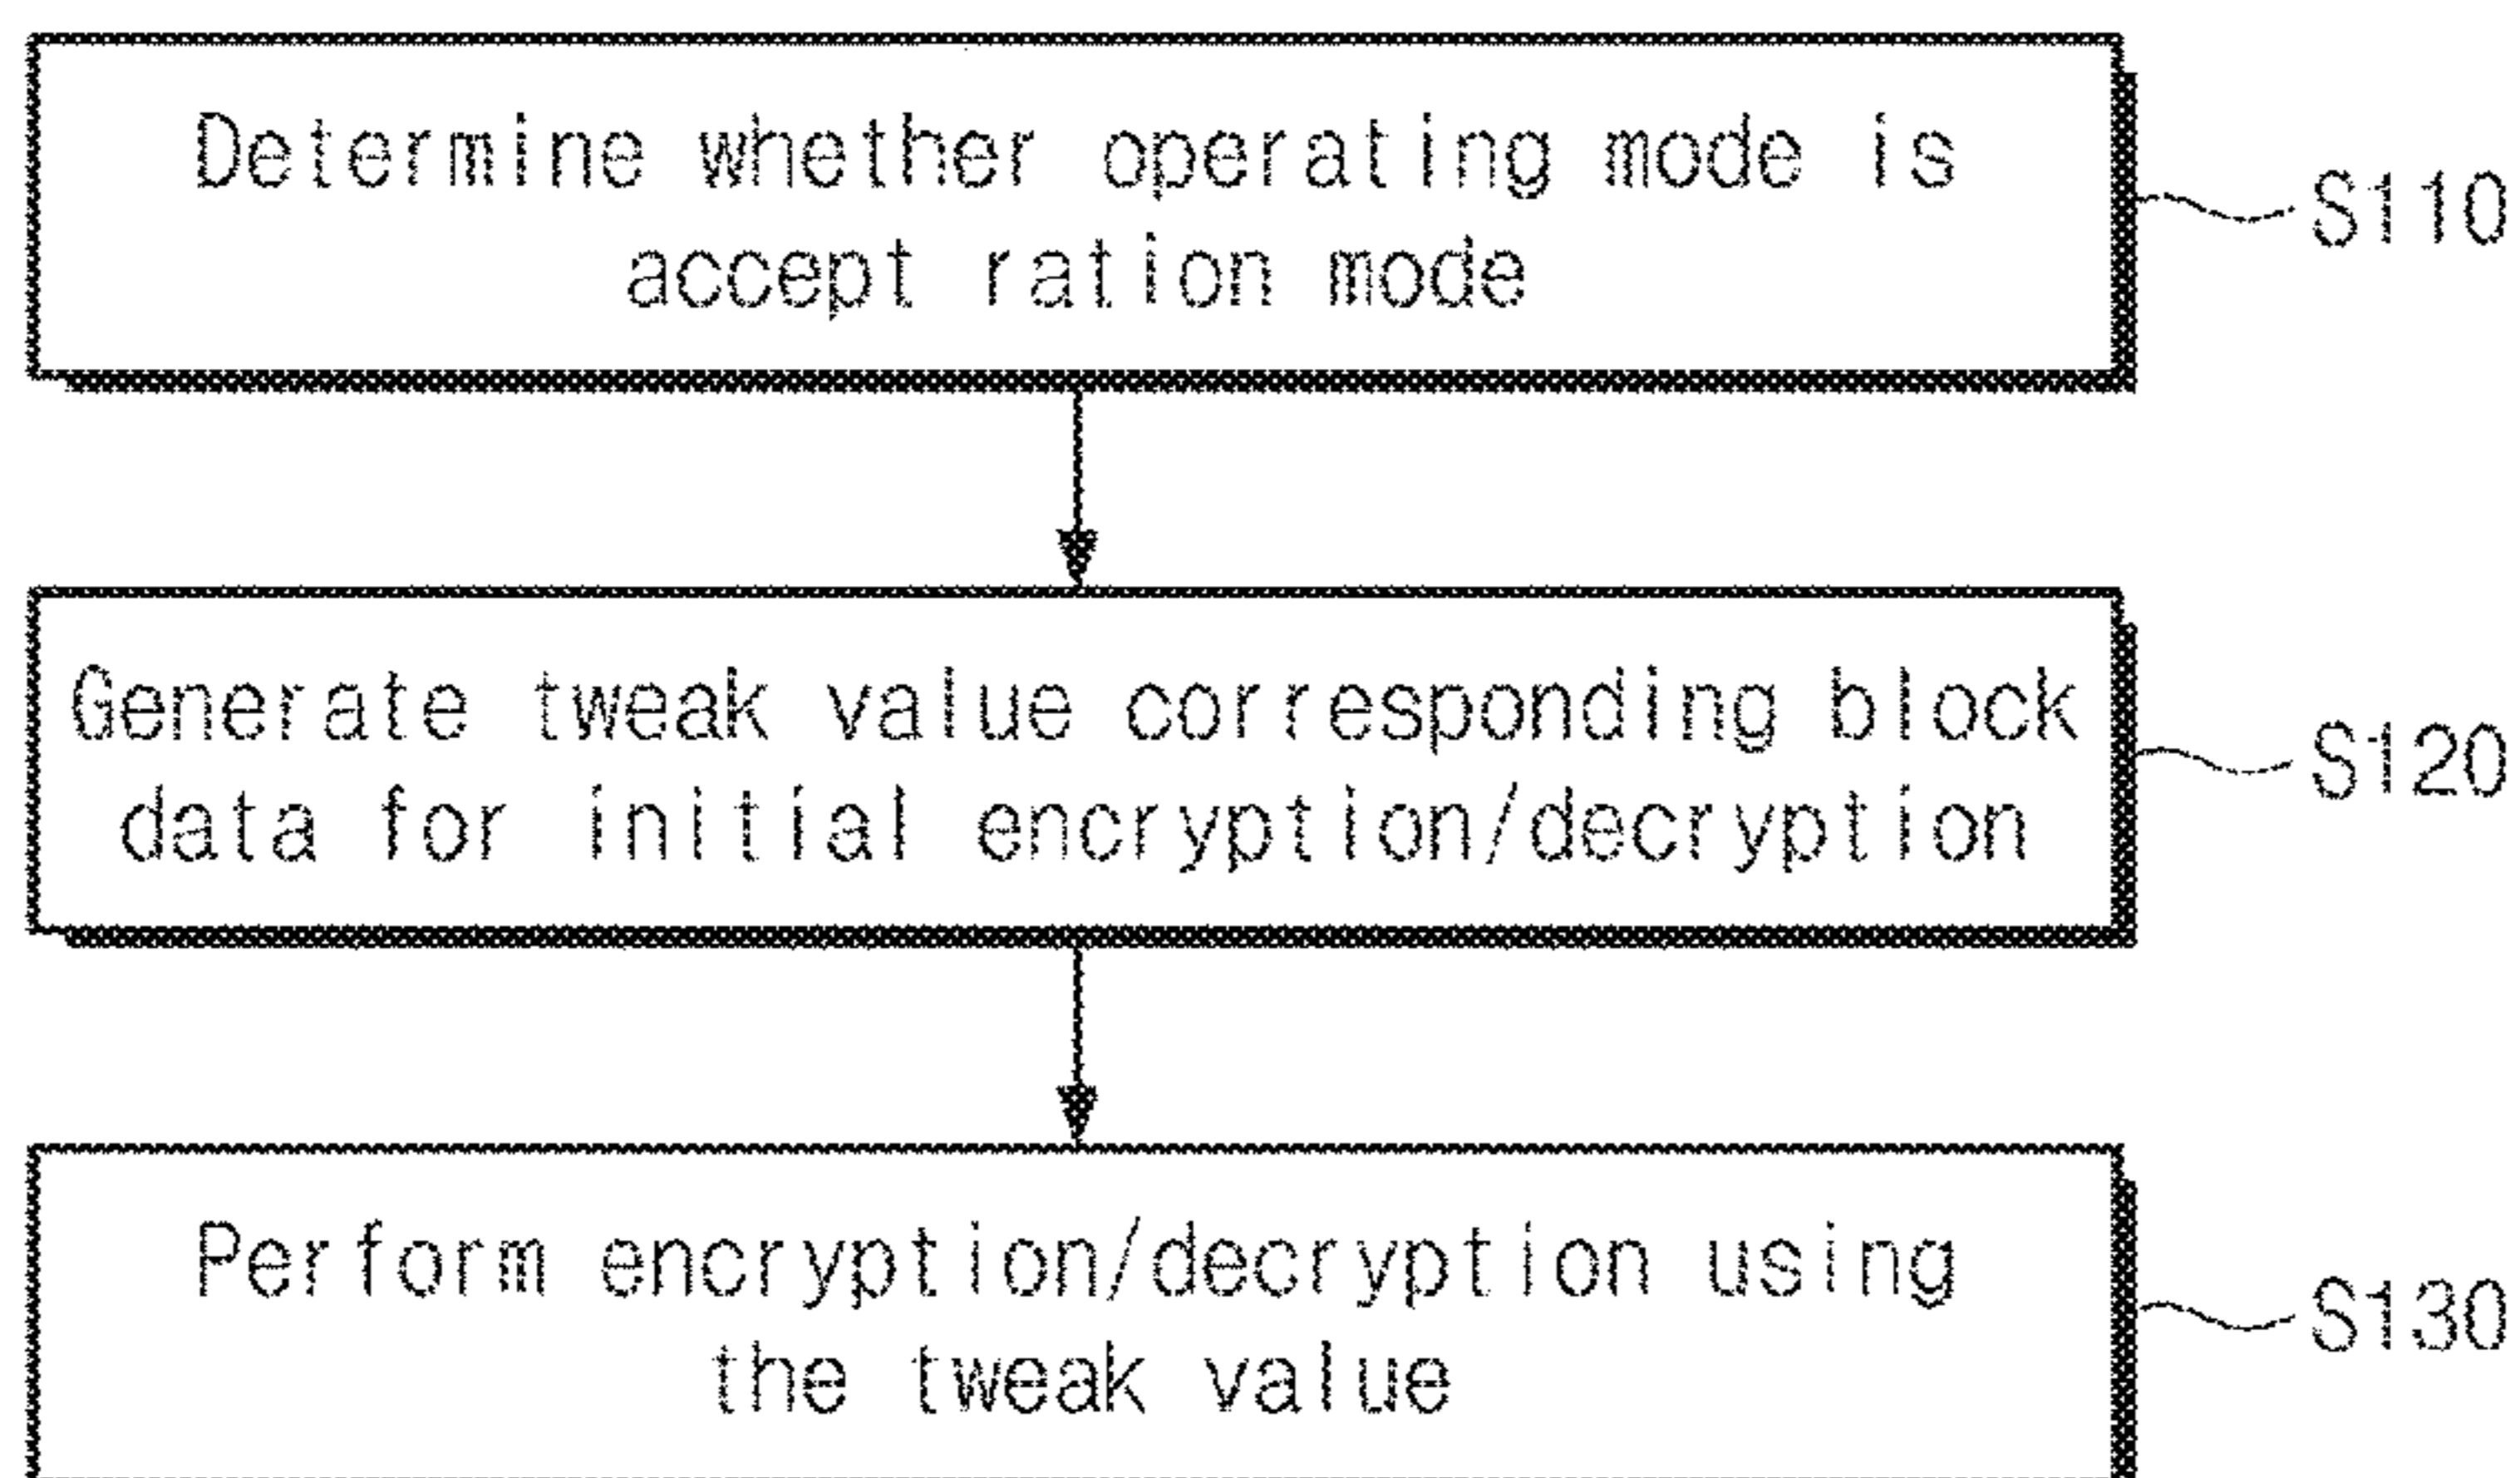 Determine whether operating mode is
accept ration mode
S110
Generate tweak value corresponding block
data for initial encryption/decryption
S120
Perform encryption/decryption using
the tweak value
S130